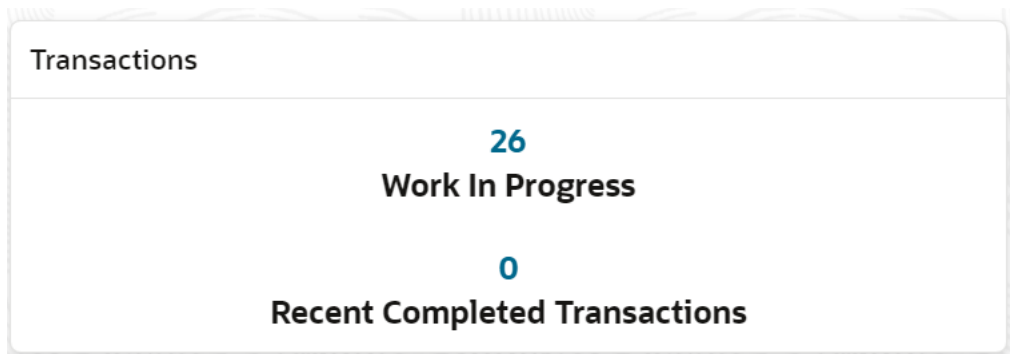 Transactions
26
Work In Progress
0
Recent Completed Transactions